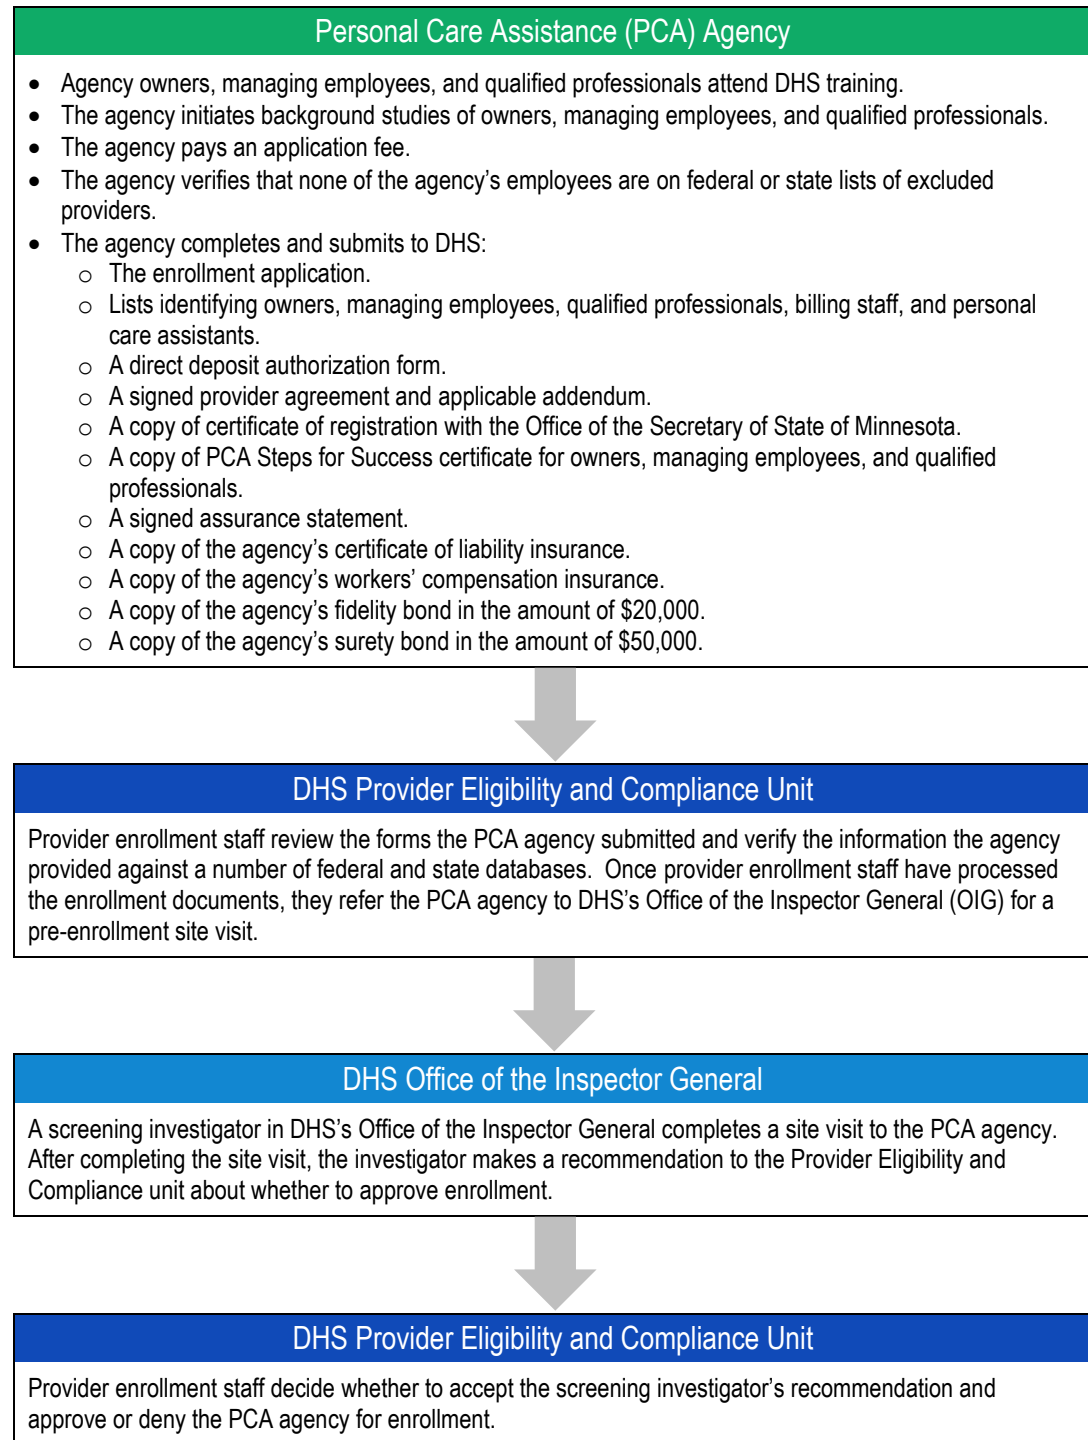 Personal Care Assistance (PCA) Agency
• Agency owners, managing employees, and qualified professionals attend DHS training.
• The agency initiates background studies of owners, managing employees, and qualified professionals.
• The agency pays an application fee.
• The agency verifies that none of the agency’s employees are on federal or state lists of excluded
providers.
• The agency completes and submits to DHS:
o The enrollment application.
o Lists identifying owners, managing employees, qualified professionals, billing staff, and personal
care assistants.
o A direct deposit authorization form.
o A signed provider agreement and applicable addendum.
o A copy of certificate of registration with the Office of the Secretary of State of Minnesota.
o A copy of PCA Steps for Success certificate for owners, managing employees, and qualified
professionals.
o A signed assurance statement.
o A copy of the agency’s certificate of liability insurance.
o A copy of the agency’s workers’ compensation insurance.
o A copy of the agency’s fidelity bond in the amount of $20,000.
o A copy of the agency’s surety bond in the amount of $50,000.
DHS Provider Eligibility and Compliance Unit
Provider enrollment staff review the forms the PCA agency submitted and verify the information the agency
provided against a number of federal and state databases. Once provider enrollment staff have processed
the enrollment documents, they refer the PCA agency to DHS’s Office of the Inspector General (OIG) for a
pre-enrollment site visit.
DHS Office of the Inspector General
A screening investigator in DHS’s Office of the Inspector General completes a site visit to the PCA agency.
After completing the site visit, the investigator makes a recommendation to the Provider Eligibility and
Compliance unit about whether to approve enrollment.
DHS Provider Eligibility and Compliance Unit
Provider enrollment staff decide whether to accept the screening investigator’s recommendation and
approve or deny the PCA agency for enrollment.